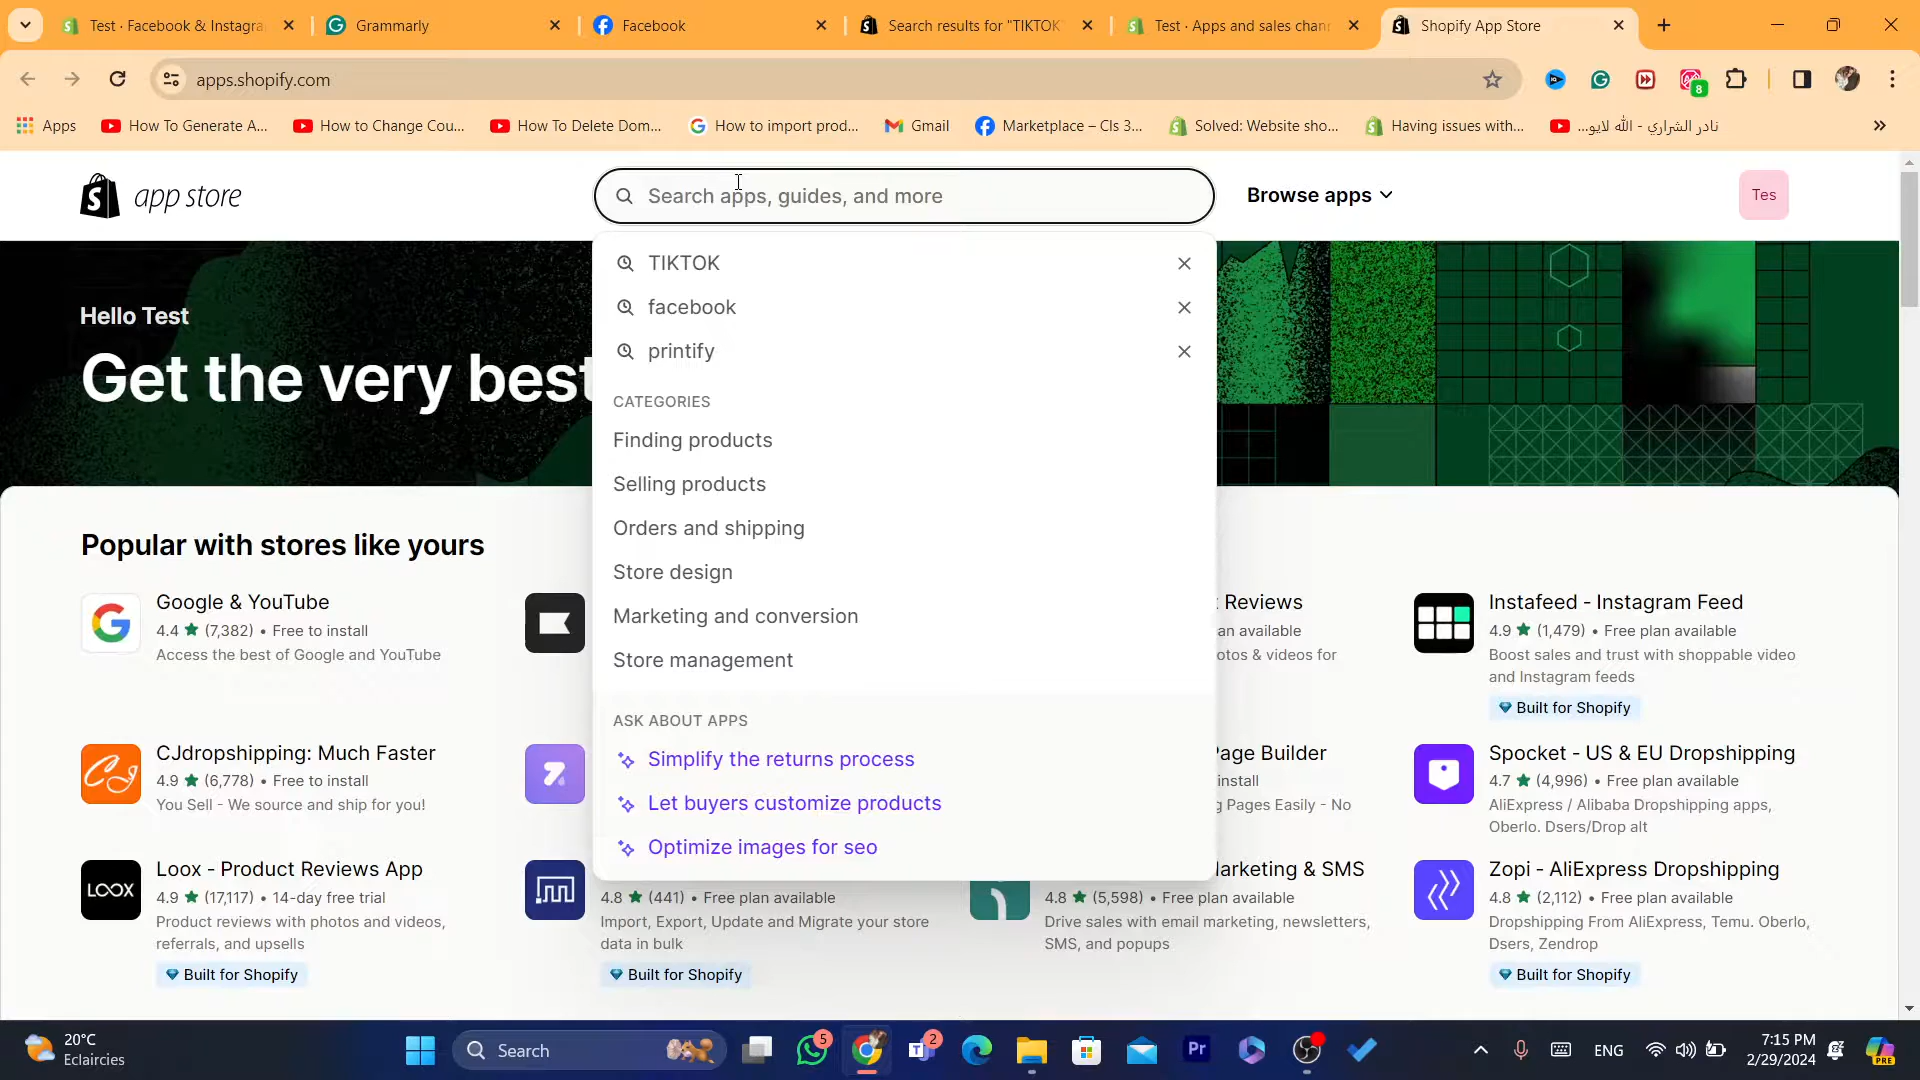 Test · Facebook & Instagra
Grammarly
Facebook
Search results for "TIKTOK"
Test · Apps and sales chann
Shopify App Store
apps.shopify.com
8
Apps
How To Generate A...
How to Change Cou...
How To Delete Dom...
How to import prod...
Gmail
Marketplace – Cls 3...
Solved: Website sho...
Having issues with...
نادر الشراري - الله لايو...
app store
Search apps, guides, and more
Browse apps
Tes
TIKTOK
facebook
printify
CATEGORIES
Finding products
Selling products
Orders and shipping
Store design
Marketing and conversion
Store management
ASK ABOUT APPS
Simplify the returns process
Let buyers customize products
Optimize images for seo
Hello Test
Get the very best
Popular with stores like yours
Google & YouTube
4.4 ★ (7,382) • Free to install
Access the best of Google and YouTube
Reviews
an available
otos & videos for
Instafeed - Instagram Feed
4.9 ★ (1,479) • Free plan available
Boost sales and trust with shoppable video
and Instagram feeds
Built for Shopify
CJdropshipping: Much Faster
4.9 ★ (6,778) • Free to install
You Sell - We source and ship for you!
Page Builder
install
g Pages Easily - No
Spocket - US & EU Dropshipping
4.7 ★ (4,996) • Free plan available
AliExpress / Alibaba Dropshipping apps,
Oberlo. Dsers/Drop alt
LOOX
Loox - Product Reviews App
4.9 ★ (17,117) • 14-day free trial
Product reviews with photos and videos,
referrals, and upsells
Built for Shopify
4.8 ★ (441) • Free plan available
Import, Export, Update and Migrate your store
data in bulk
Built for Shopify
larketing & SMS
4.8 ★ (5,598) • Free plan available
Drive sales with email marketing, newsletters,
SMS, and popups
Zopi - AliExpress Dropshipping
4.8 ★ (2,112) • Free plan available
Dropshipping From AliExpress, Temu. Oberlo,
Dsers, Zendrop
Built for Shopify
20°C
Eclaircies
Search
5
2
Pr
ENG
7:15 PM
2/29/2024
PRE